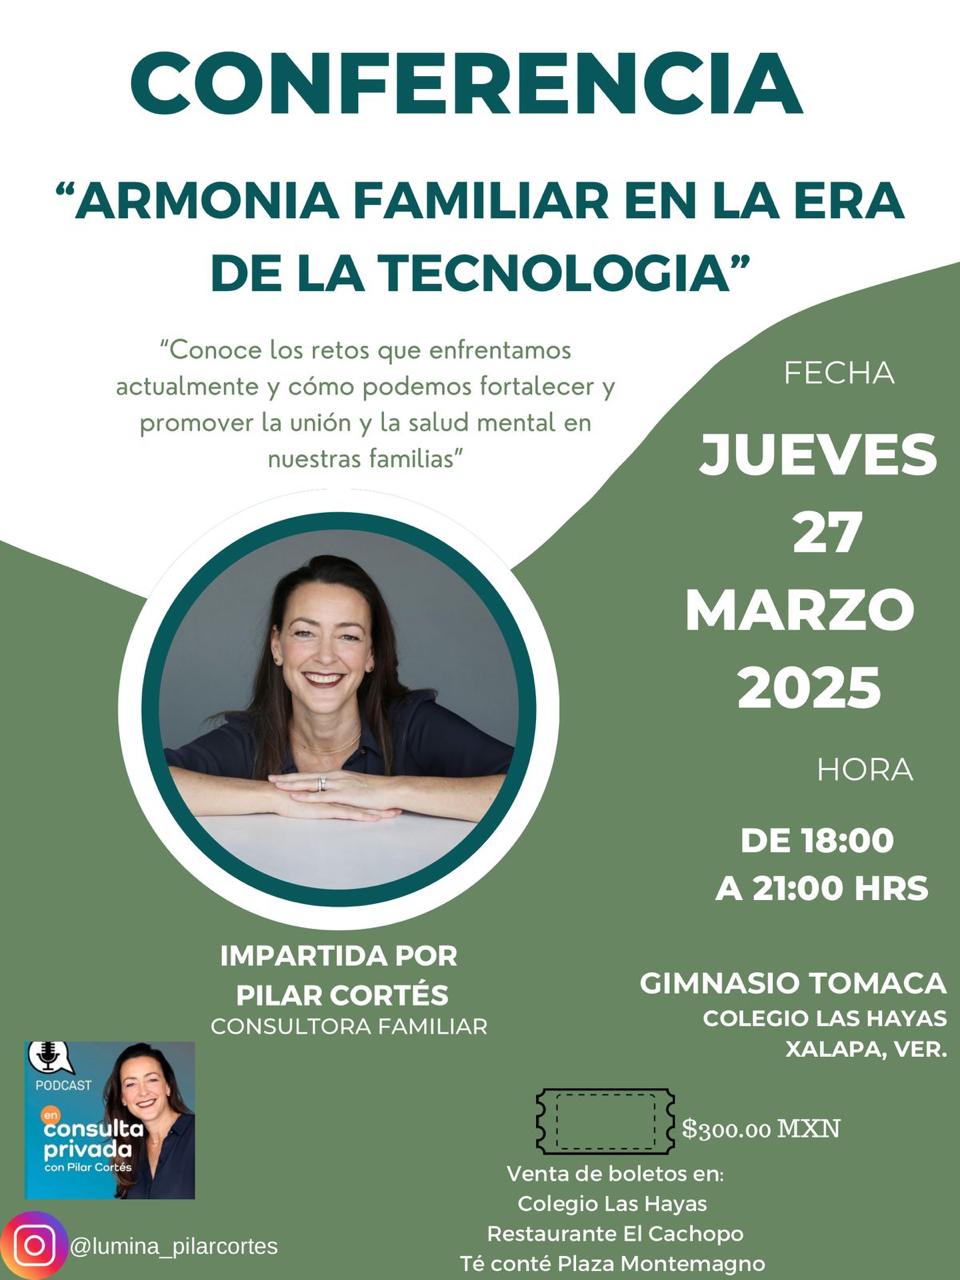 CONFERENCIA
“ARMONIA FAMILIAR EN LA ERA
DE LA TECNOLOGIA”
“Conoce los retos que enfrentamos
actualmente y cómo podemos fortalecer y
promover la unión y la salud mental en
nuestras familias”
FECHA
JUEVES
27
MARZO
2025
HORA
DE 18:00
A 21:00 HRS
IMPARTIDA POR
PILAR CORTÉS
CONSULTORA FAMILIAR
GIMNASIO TOMACA
COLEGIO LAS HAYAS
XALAPA, VER.
PODCAST
en
consulta
privada
con Pilar Cortés
$300.00 MXN
Venta de boletos en:
Colegio Las Hayas
Restaurante El Cachopo
Té conté Plaza Montemagno
@lumina_pilarcortes